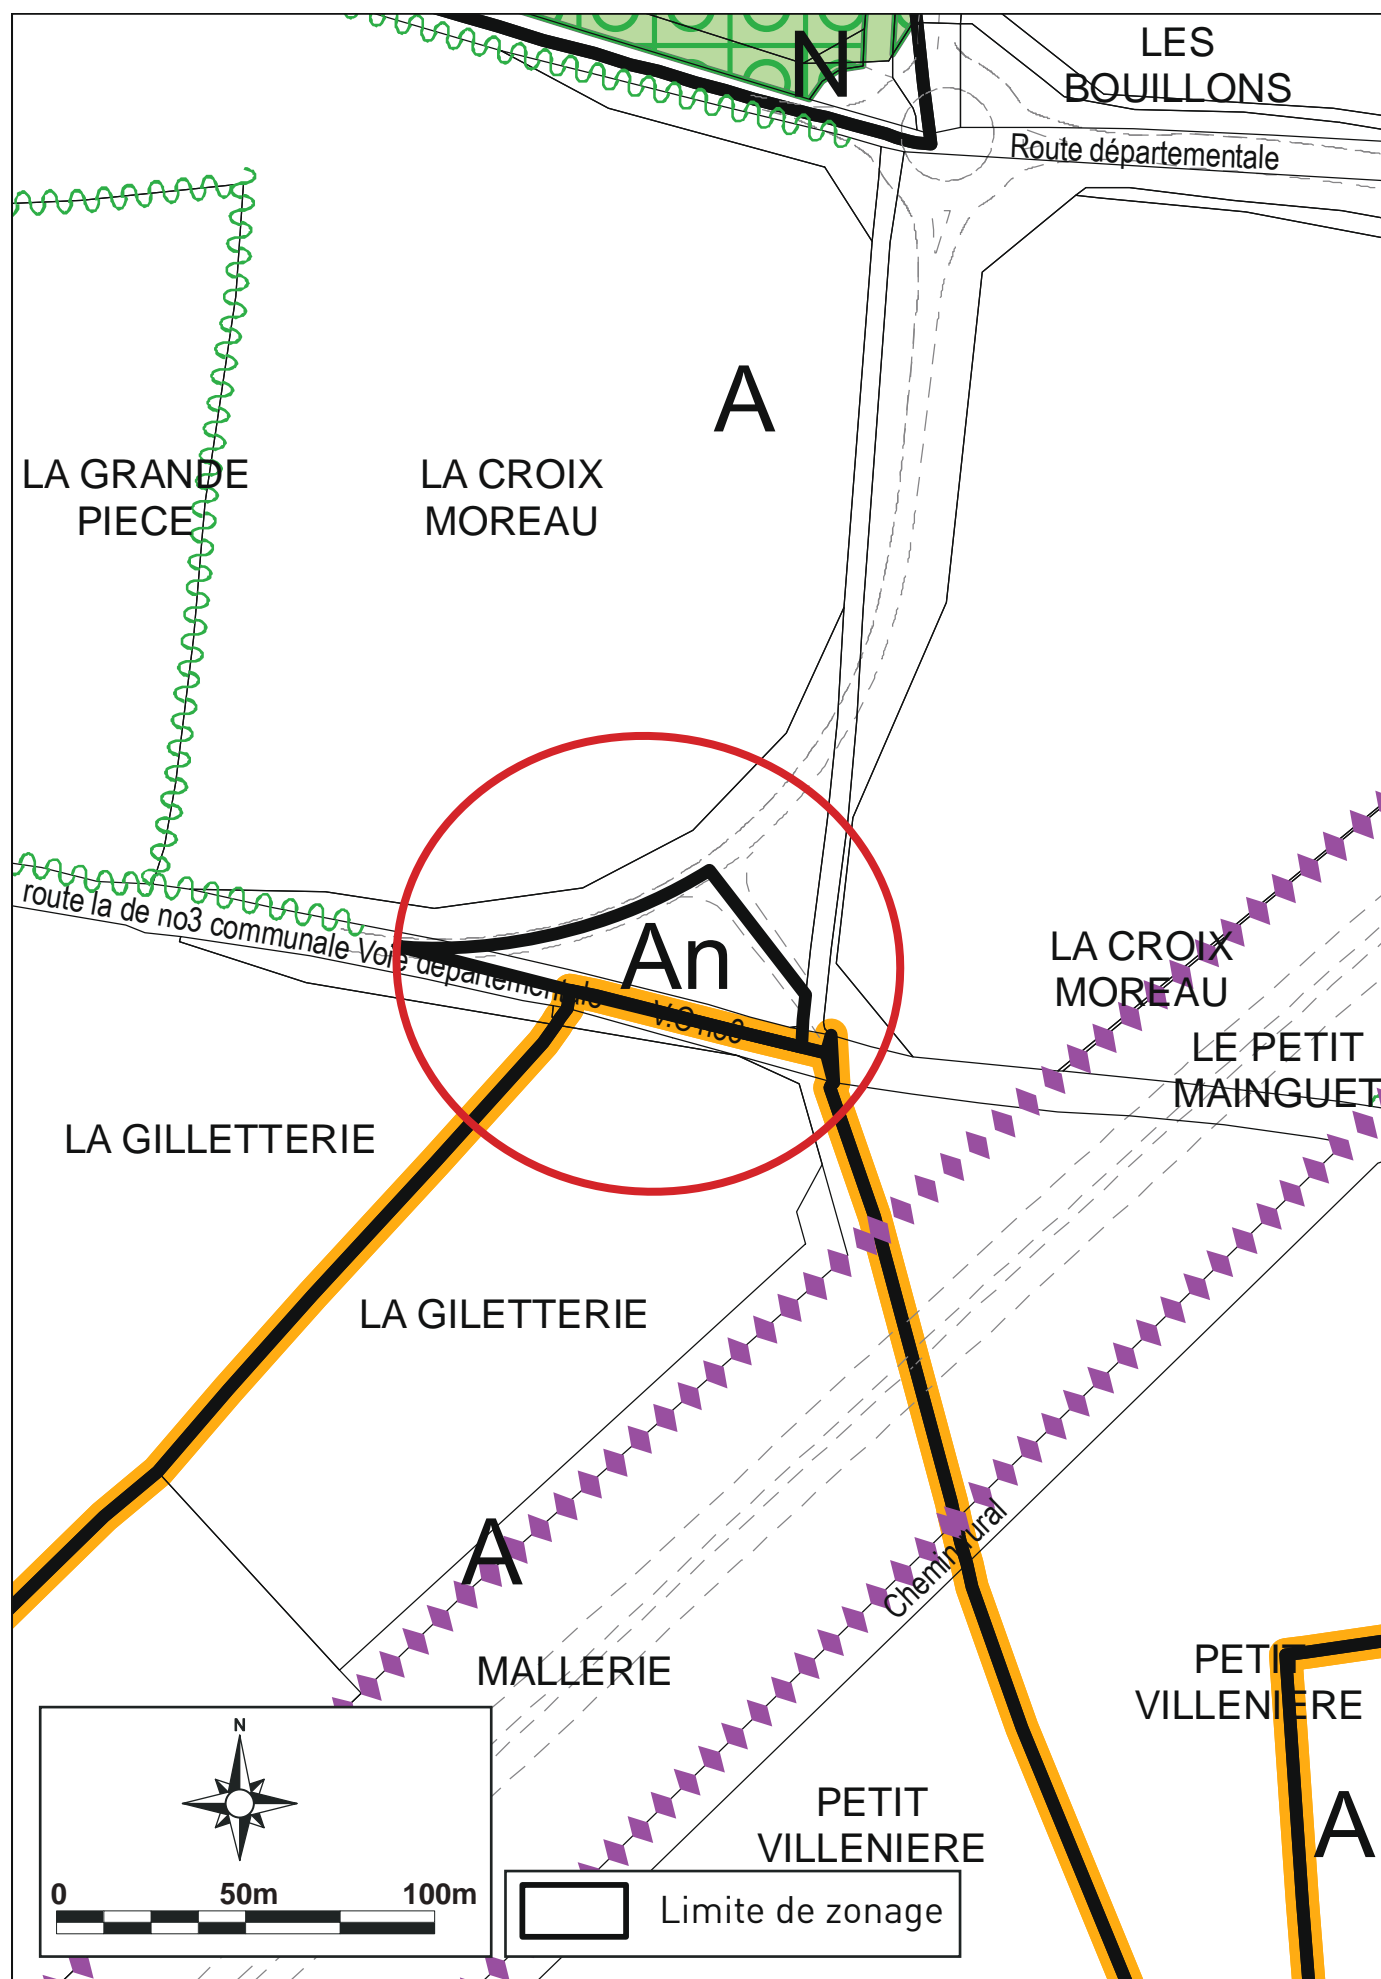 N
LES
BOUILLONS
Route départementale
A
LA GRANDE
PIECE
LA CROIX
MOREAU
route la de no3 communale Voie départementale
An
V.C no3
LA CROIX
MOREAU
LE PETIT
MAINGUET
LA GILLETTERIE
LA GILETTERIE
A
Chemin rural
MALLERIE
PETIT
VILLENIERE
PETIT
VILLENIERE
A
N
0 50m 100m
Limite de zonage